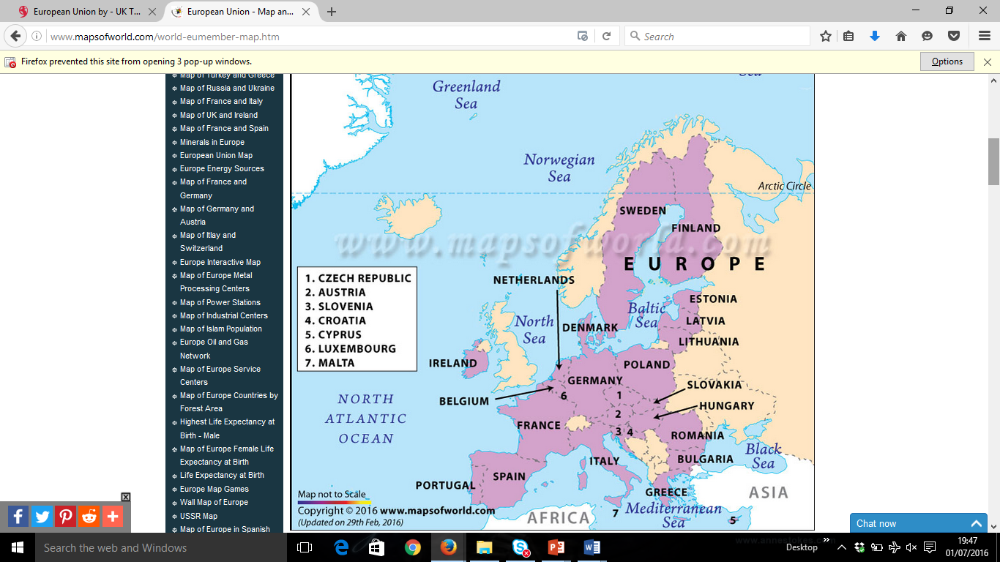 European Union by - UK T...
European Union - Map an...
www.mapsofworld.com/world-eumember-map.htm
Search
Firefox prevented this site from opening 3 pop-up windows.
Options
Map of Turkey and Greece
Map of Russia and Ukraine
Map of France and Italy
Map of UK and Ireland
Map of France and Spain
Minerals in Europe
European Union Map
Europe Energy Sources
Map of France and
Germany
Map of Germany and
Austria
Map of Itlay and
Switzerland
Europe Interactive Map
Map of Europe Metal
Processing Centers
Map of Power Stations
Map of Industrial Centers
Map of Islam Population
Europe Oil and Gas
Network
Map of Europe Service
Centers
Map of Europe Countries by
Forest Area
Highest Life Expectancy at
Birth - Male
Map of Europe Female Life
Expectancy at Birth
Life Expectancy at Birth
Europe Map Games
Wall Map of Europe
USSR Map
Map of Europe in Spanish
Sea
Greenland
Sea
Norwegian
Sea
Arctic Circle
SWEDEN
FINLAND
www.mapsofworld.com
EUROPE
NETHERLANDS
1. CZECH REPUBLIC
2. AUSTRIA
3. SLOVENIA
4. CROATIA
5. CYPRUS
6. LUXEMBOURG
7. MALTA
ESTONIA
Baltic
Sea
LATVIA
North
Sea
DENMARK
LITHUANIA
IRELAND
POLAND
GERMANY
SLOVAKIA
BELGIUM
6
1
HUNGARY
NORTH
ATLANTIC
OCEAN
2
FRANCE
3 4
ROMANIA
Black
Sea
BULGARIA
ITALY
SPAIN
PORTUGAL
GREECE
ASIA
Map not to Scale
Copyright © 2016 www.mapsofworld.com
(Updated on 29th Feb, 2016)
AFRICA
7
Mediterranean
Sea
5
Chat now
www.annestokes.com
Search the web and Windows
Desktop
19:47
01/07/2016